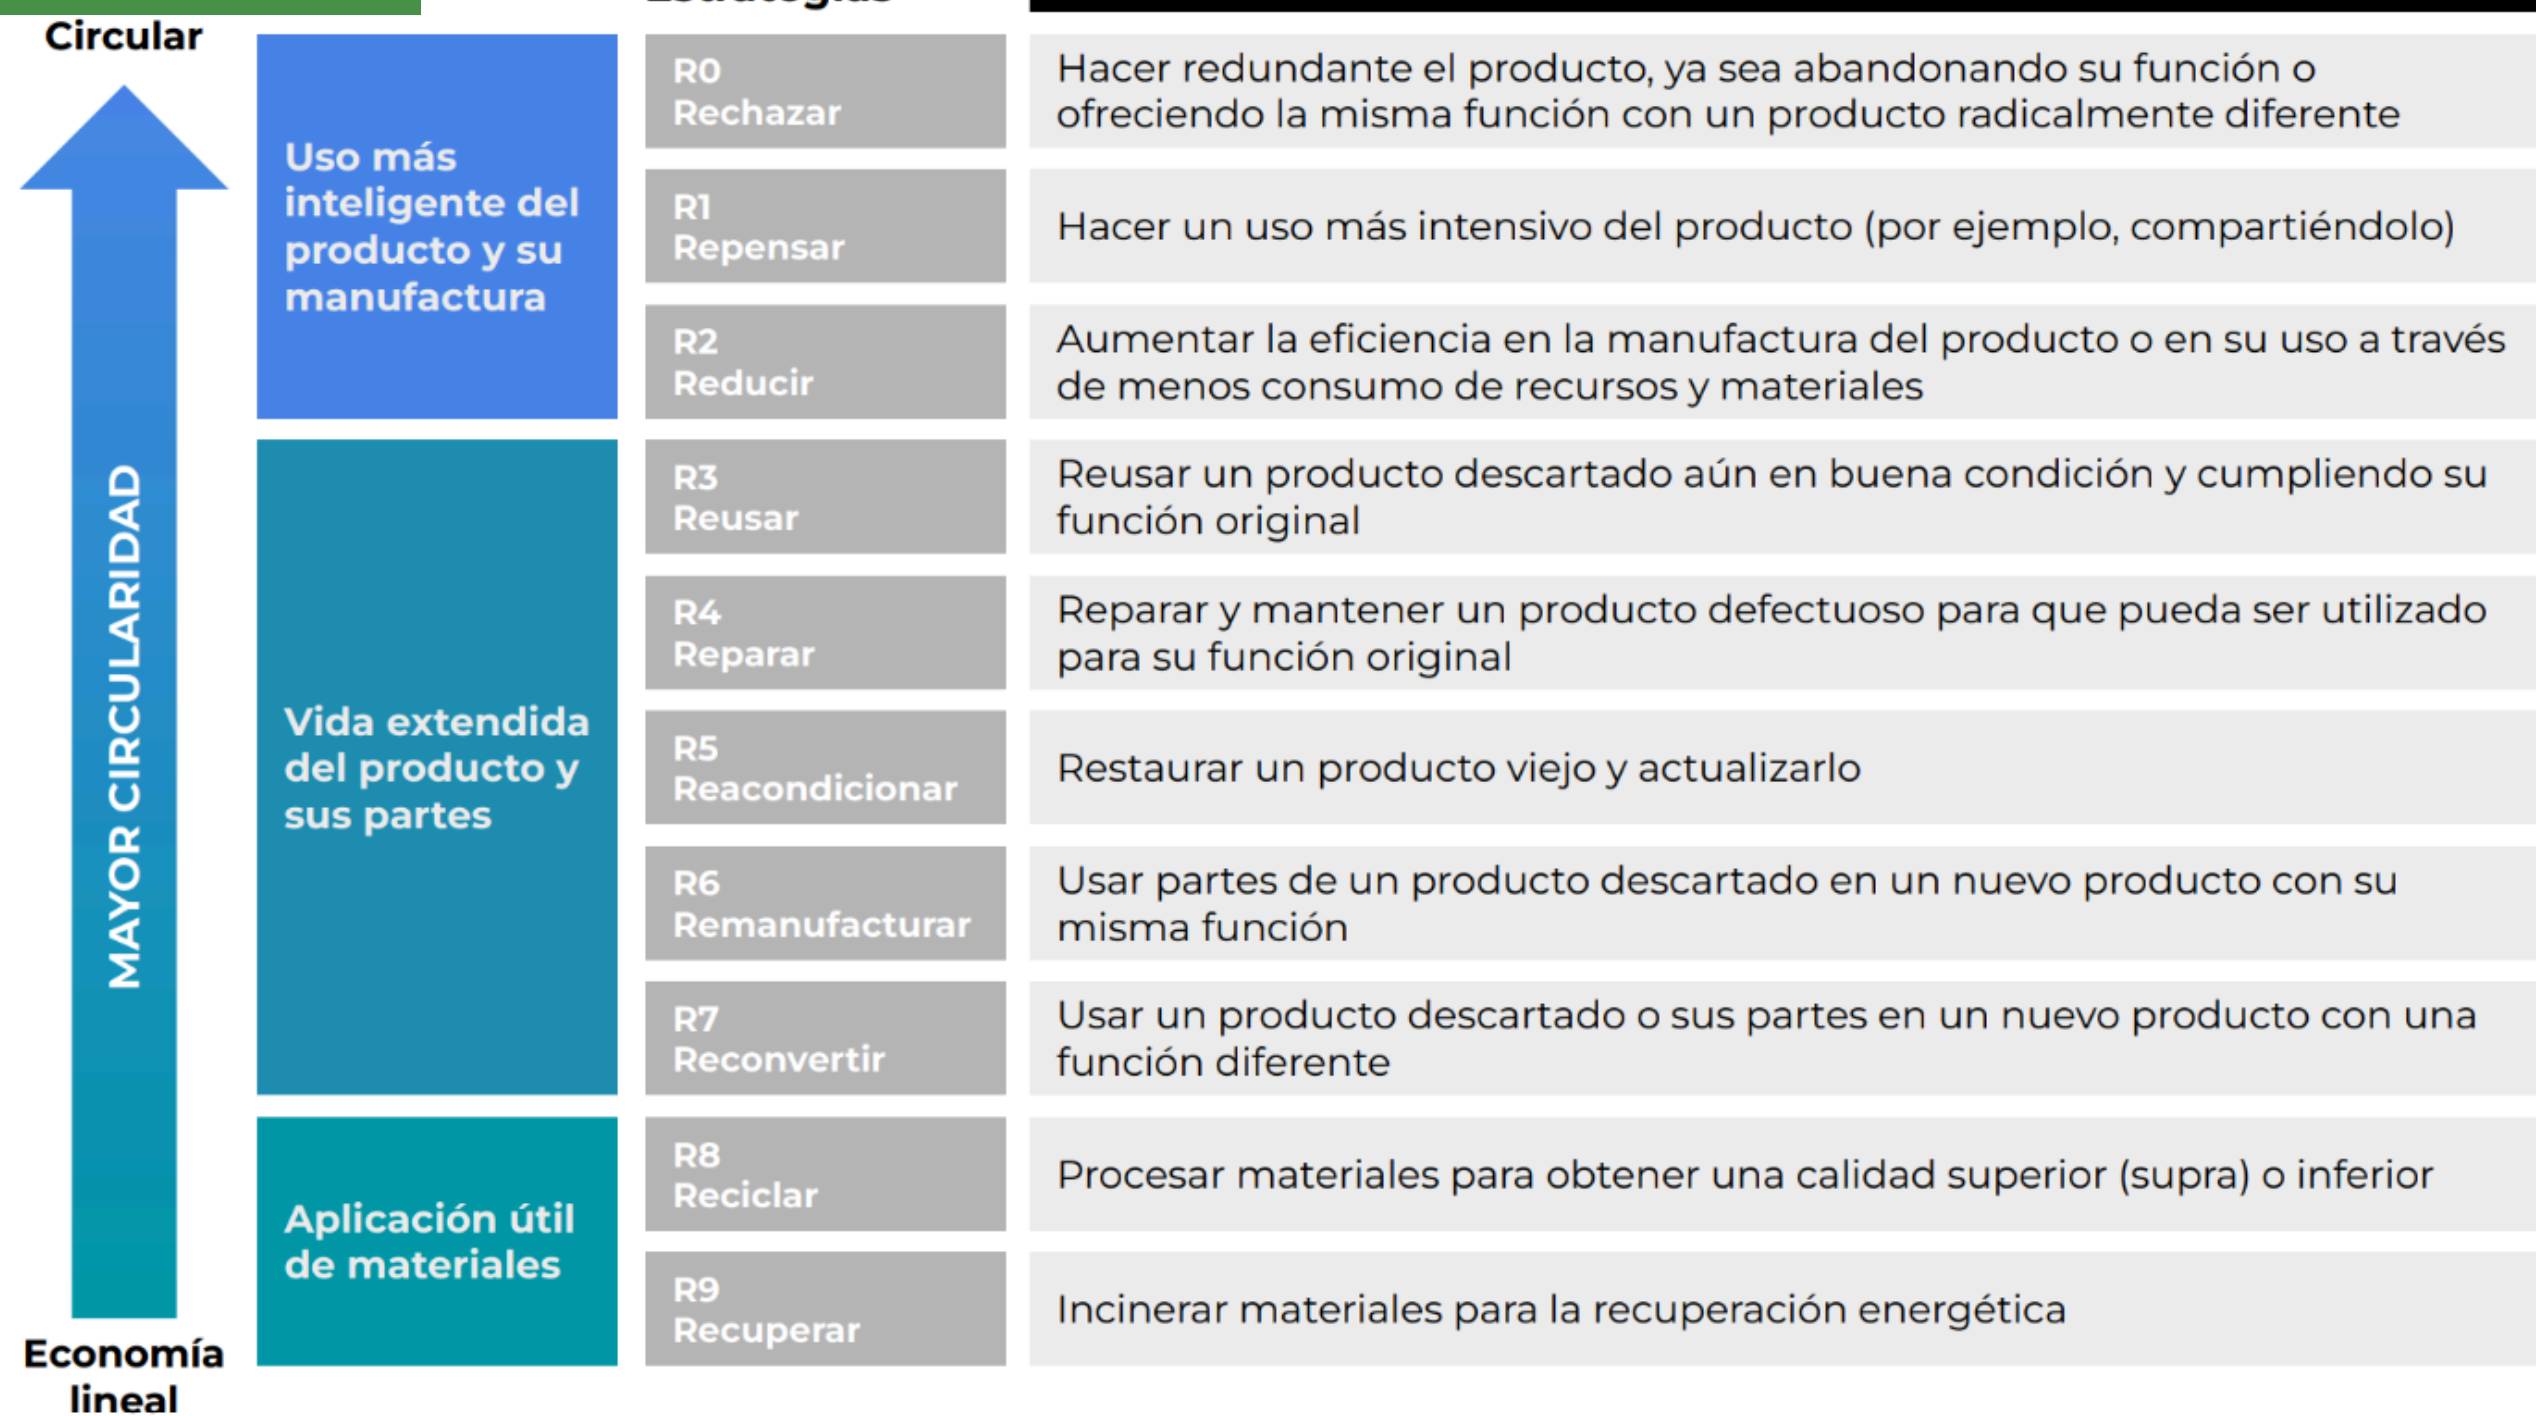 Circular
MAYOR CIRCULARIDAD
Economía
lineal
Estrategias
Uso más
inteligente del
producto y su
manufactura
R0
Rechazar
Hacer redundante el producto, ya sea abandonando su función o
ofreciendo la misma función con un producto radicalmente diferente
R1
Repensar
Hacer un uso más intensivo del producto (por ejemplo, compartiéndolo)
R2
Reducir
Aumentar la eficiencia en la manufactura del producto o en su uso a través
de menos consumo de recursos y materiales
Vida extendida
del producto y
sus partes
R3
Reusar
Reusar un producto descartado aún en buena condición y cumpliendo su
función original
R4
Reparar
Reparar y mantener un producto defectuoso para que pueda ser utilizado
para su función original
R5
Reacondicionar
Restaurar un producto viejo y actualizarlo
R6
Remanufacturar
Usar partes de un producto descartado en un nuevo producto con su
misma función
R7
Reconvertir
Usar un producto descartado o sus partes en un nuevo producto con una
función diferente
Aplicación útil
de materiales
R8
Reciclar
Procesar materiales para obtener una calidad superior (supra) o inferior
R9
Recuperar
Incinerar materiales para la recuperación energética